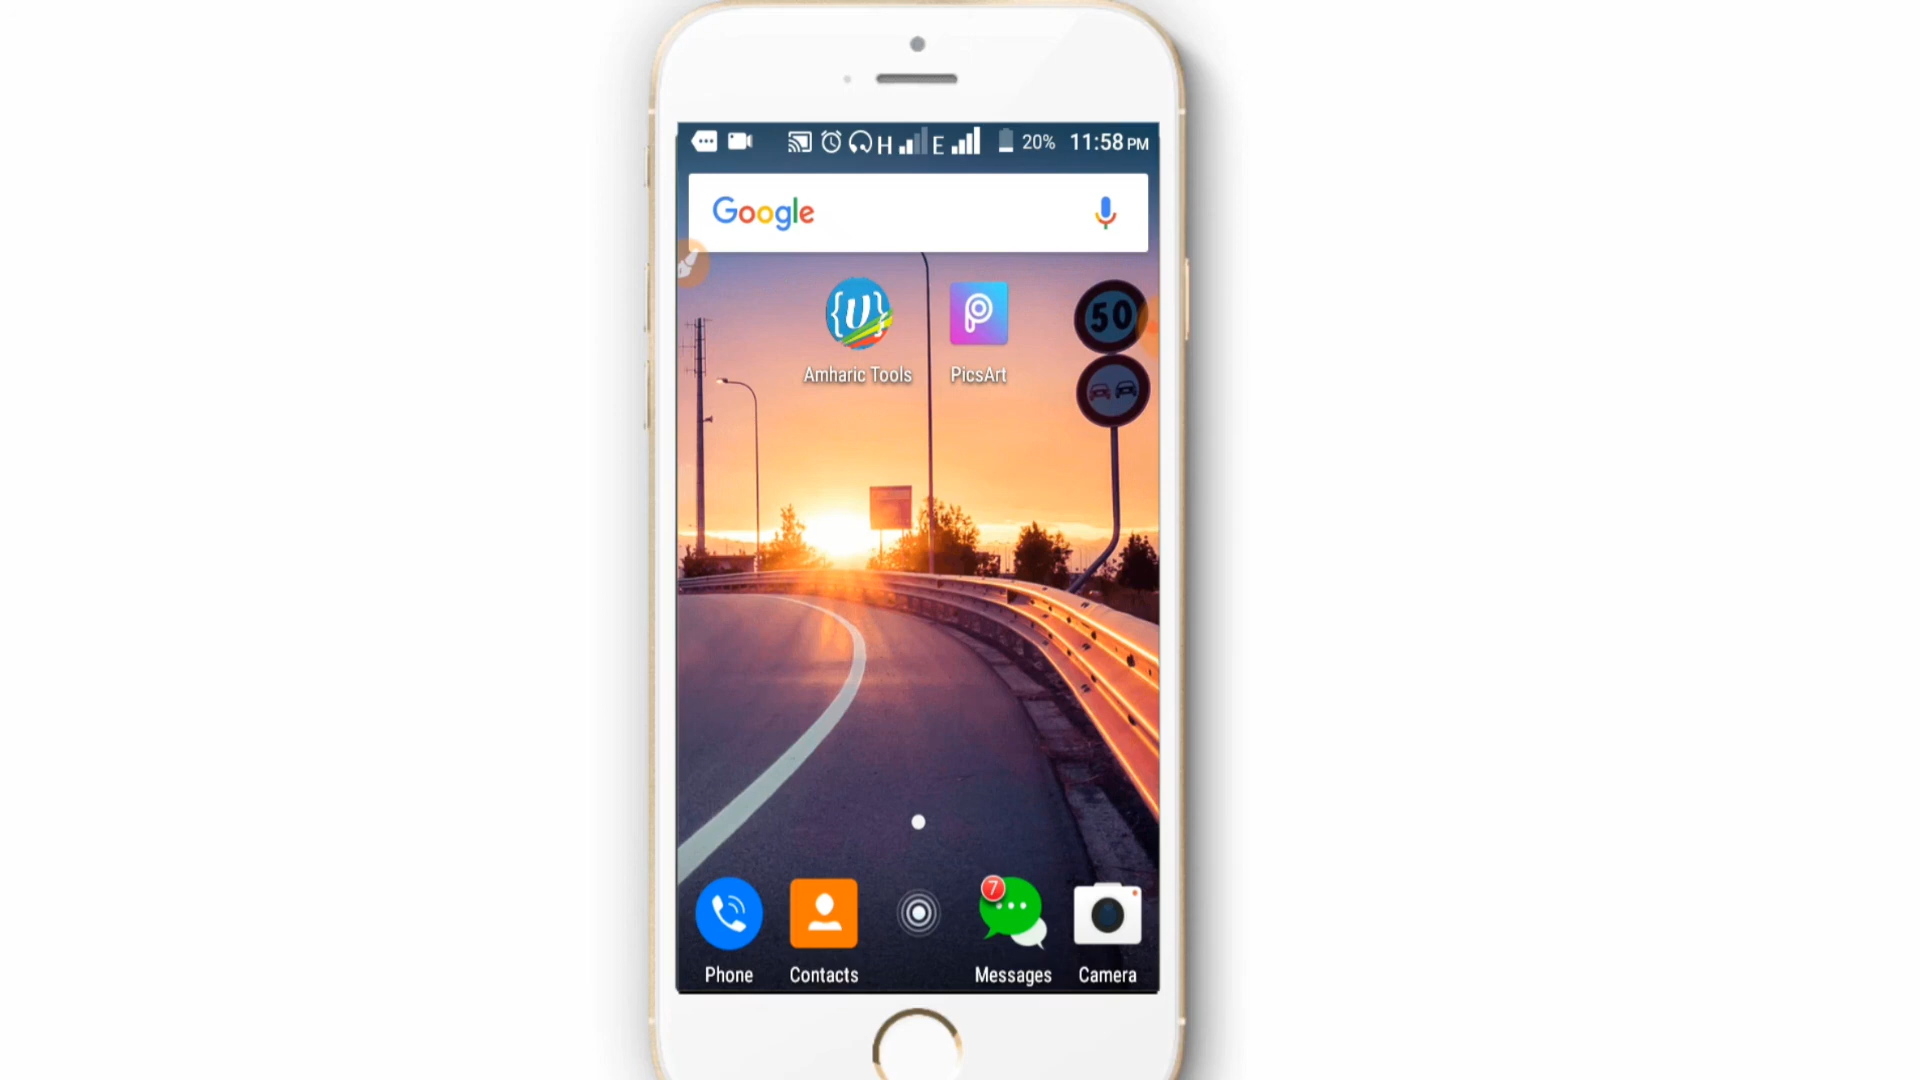 H E 20% 11:58 PM
Google
50
Amharic Tools PicsArt
7
Phone Contacts Messages Camera